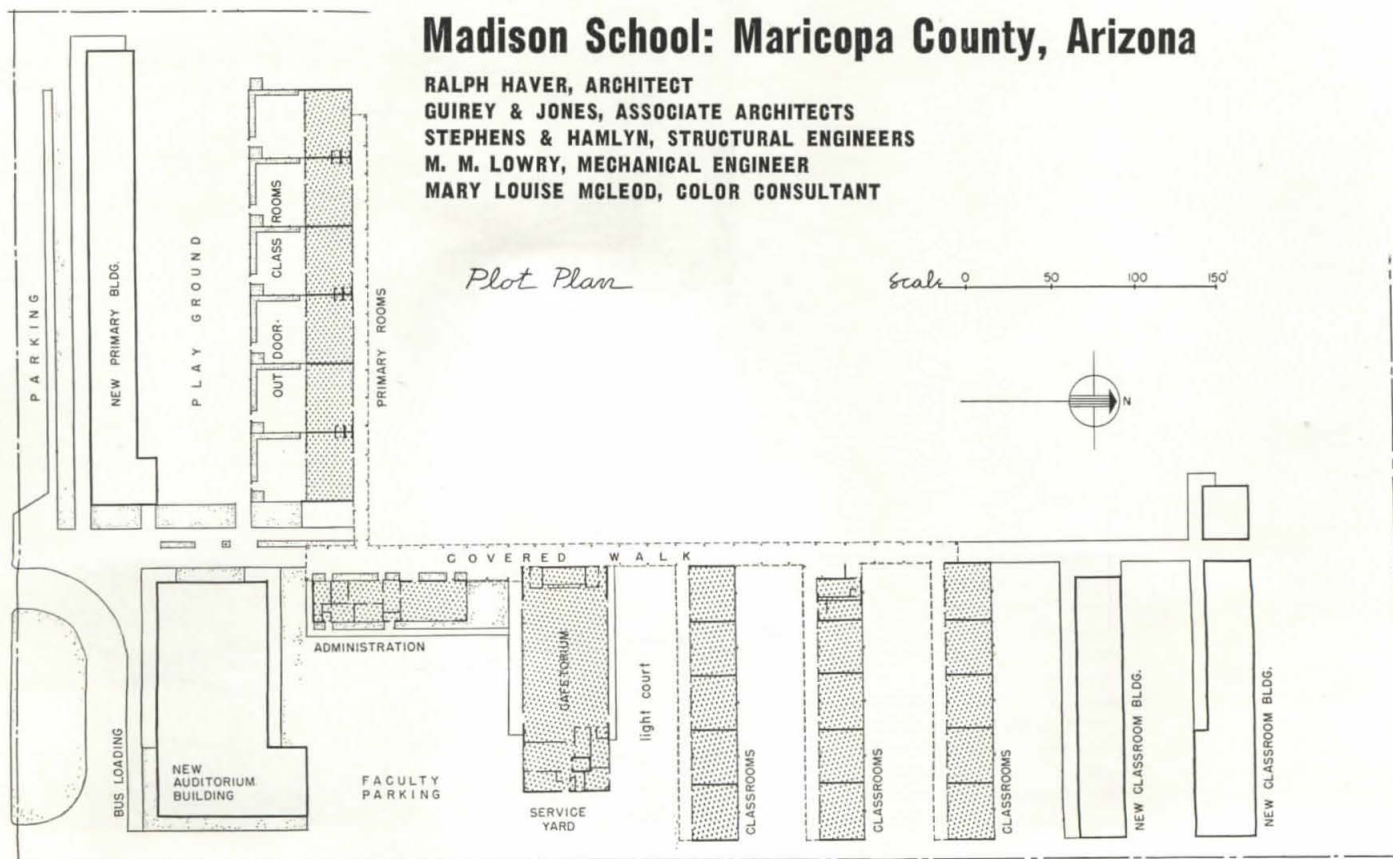 Madison School: Maricopa County, Arizona
RALPH HAVER, ARCHITECT
GUIREY & JONES, ASSOCIATE ARCHITECTS
STEPHENS & HAMLYN, STRUCTURAL ENGINEERS
M. M. LOWRY, MECHANICAL ENGINEER
MARY LOUISE MCLEOD, COLOR CONSULTANT
Plot Plan
Scale 0 50 100 150'
N
PARKING
NEW PRIMARY BLDG.
PLAY GROUND
OUT DOOR- CLASS ROOMS
PRIMARY ROOMS
COVERED WALK
ADMINISTRATION
CAFETORIUM
light court
CLASSROOMS
CLASSROOMS
CLASSROOMS
NEW CLASSROOM BLDG.
NEW CLASSROOM BLDG.
BUS LOADING
NEW
AUDITORIUM
BUILDING
FACULTY
PARKING
SERVICE
YARD